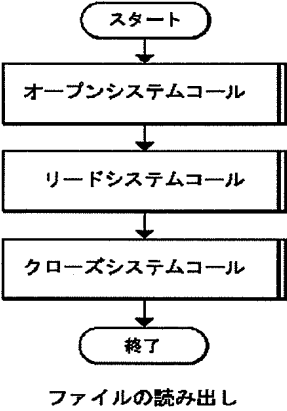 スタート
オープンシステムコール
リードシステムコール
クローズシステムコール
終了
ファイルの読み出し